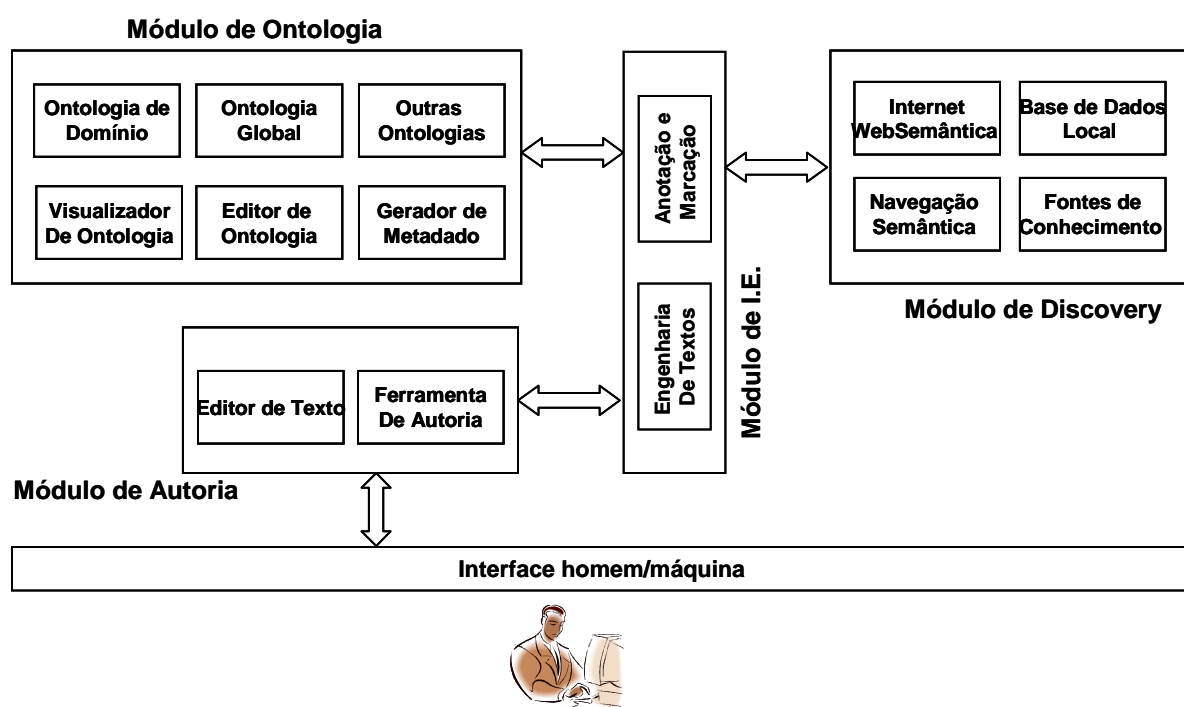 Módulo de Ontologia
Ontologia de
Domínio
Ontologia
Global
Outras
Ontologias
Visualizador
De Ontologia
Editor de
Ontologia
Gerador de
Metadado
Anotação e
Marcação
Engenharia
De Textos
Módulo de I.E.
Internet
WebSemântica
Base de Dados
Local
Navegação
Semântica
Fontes de
Conhecimento
Módulo de Discovery
Editor de Texto
Ferramenta
De Autoria
Módulo de Autoria
Interface homem/máquina